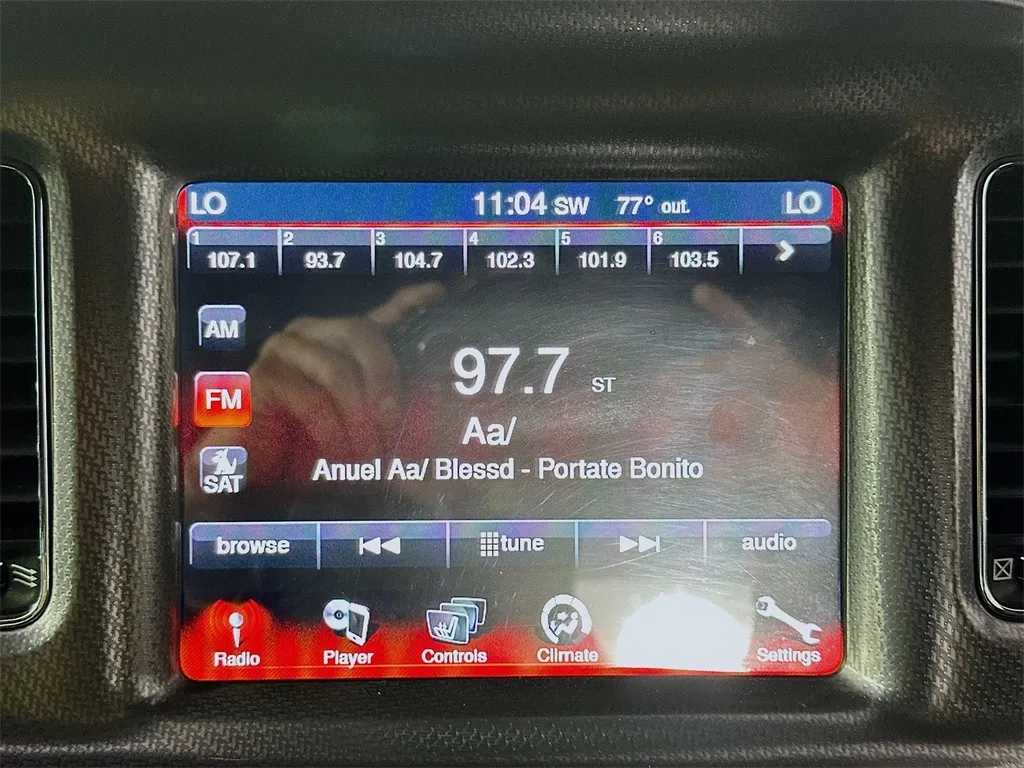 LO 11:04 SW 77° out. LO
1 2 3 4 5 6
107.1 93.7 104.7 102.3 101.9 103.5
AM
97.7 ST
FM
Aa/
Anuel Aa/ Blessd - Portate Bonito
SAT
browse tune audio
Radio Player Controls Climate Settings